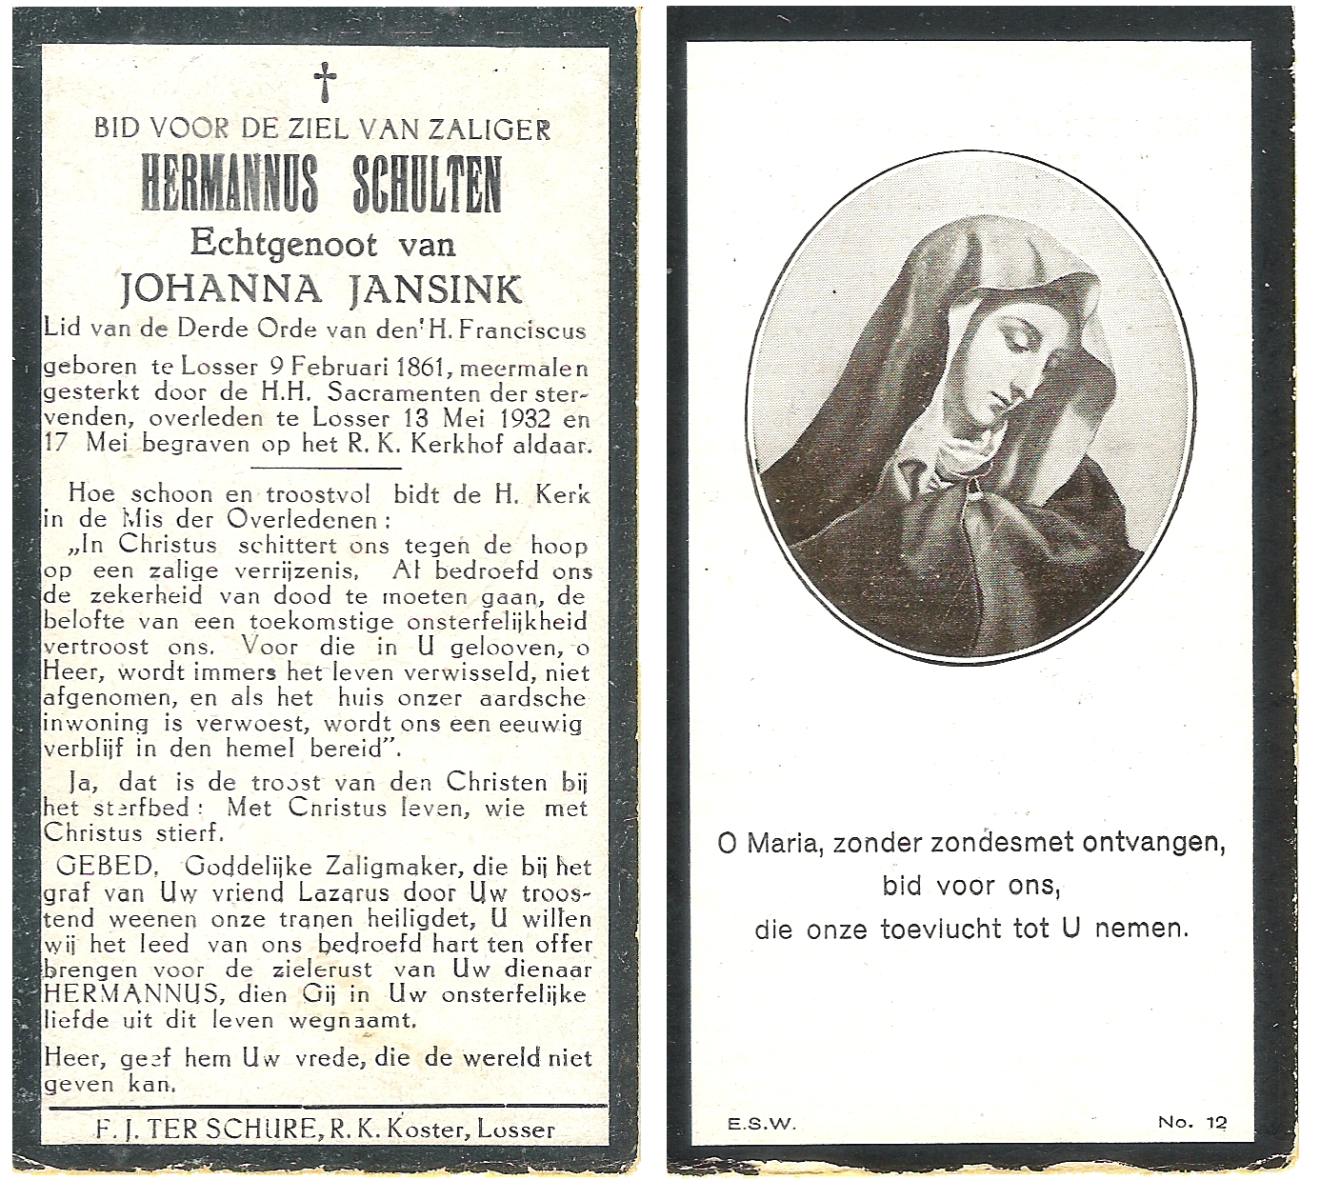 BID VOOR DE ZIEL VAN ZALIGER
HERMANNUS SCHULTEN
Echtgenoot van
JOHANNA JANSINK
Lid van de Derde Orde van den H. Franciscus
geboren te Losser 9 Februari 1861, meermalen
gesterkt door de H.H. Sacramenten der ster-
venden, overleden te Losser 13 Mei 1932 en
17 Mei begraven op het R. K. Kerkhof aldaar.
Hoe schoon en troostvol bidt de H. Kerk
in de Mis der Overledenen:
„In Christus schittert ons tegen de hoop
op een zalige verrijzenis, Al bedroefd ons
de zekerheid van dood te moeten gaan, de
belofte van een toekomstige onsterfelijkheid
vertroost ons. Voor die in U gelooven, o
Heer, wordt immers het leven verwisseld, niet
afgenomen, en als het huis onzer aardsche
inwoning is verwoest, wordt ons een eeuwig
verblijf in den hemel bereid”.
Ja, dat is de troost van den Christen bij
het sterfbed: Met Christus leven, wie met
Christus stierf.
GEBED, Goddelijke Zaligmaker, die bij het
graf van Uw vriend Lazarus door Uw troos-
tend weenen onze tranen heiligdet, U willen
wij het leed van ons bedroefd hart ten offer
brengen voor de zielerust van Uw dienaar
HERMANNUS, dien Gij in Uw onsterfelijke
liefde uit dit leven wegnaamt.
Heer, geef hem Uw vrede, die de wereld niet
geven kan.
F. J. TER SCHURE, R. K. Koster, Losser
O Maria, zonder zondesmet ontvangen,
bid voor ons,
die onze toevlucht tot U nemen.
E.S.W. No. 12